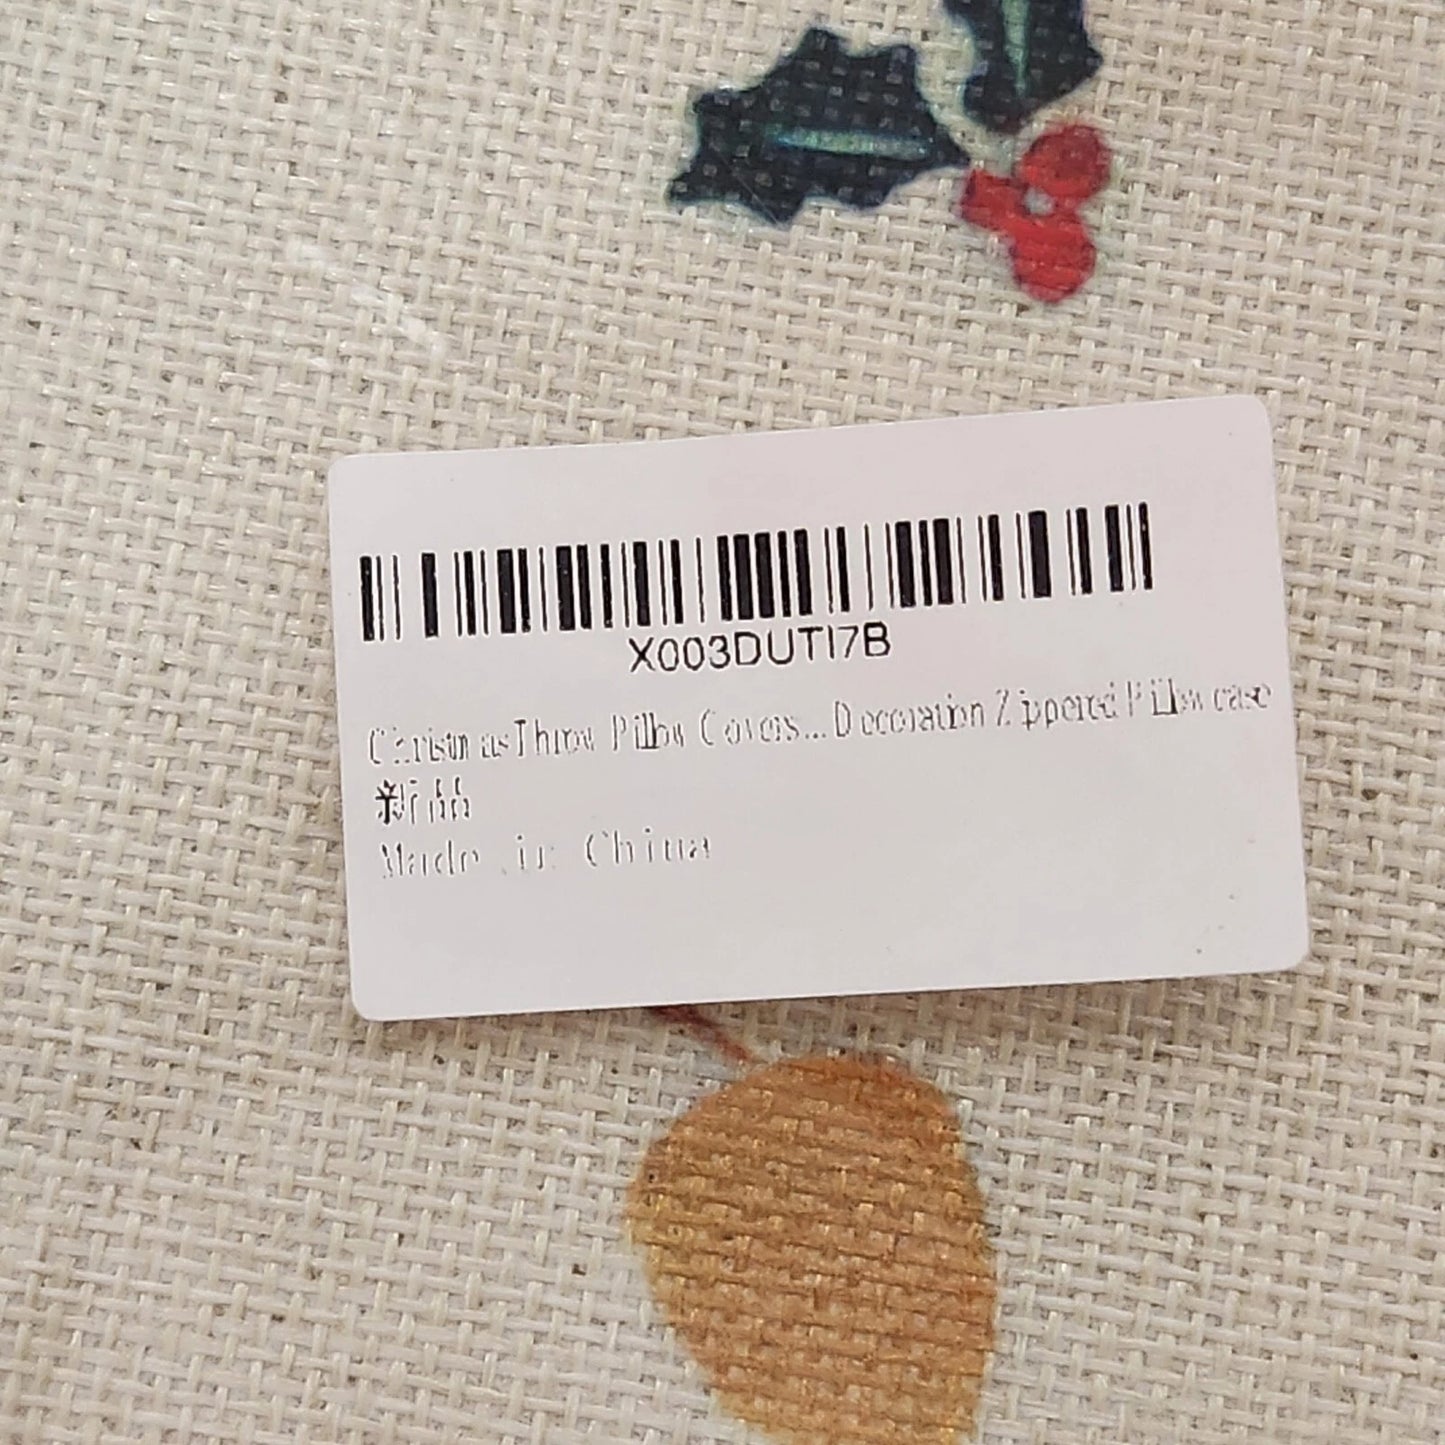 X003DUTI7B
Christmas Throw Pillow Covers...Decoration Zippered Pillowcase
新品
Made in China